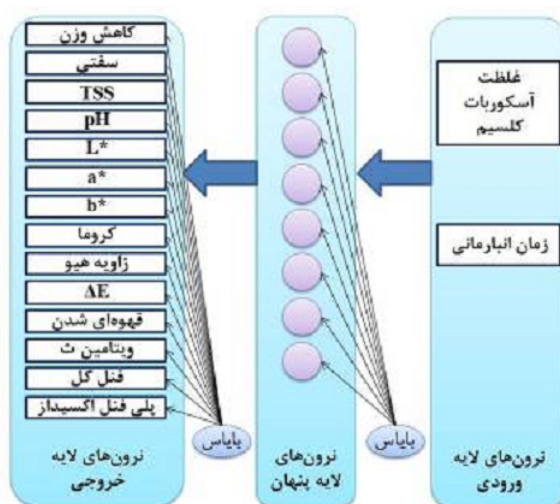 غلظت
آسکوربات
کلسیم
زمان انبارمانی
نرون‌های لایه
ورودی
بایاس
نرون‌های
لایه پنهان
بایاس
کاهش وزن
سفتی
TSS
pH
L*
a*
b*
کروما
زاویه هیو
ΔE
قهوه‌ای شدن
ویتامین ث
فنل کل
پلی فنل اکسیداز
نرون‌های لایه
خروجی